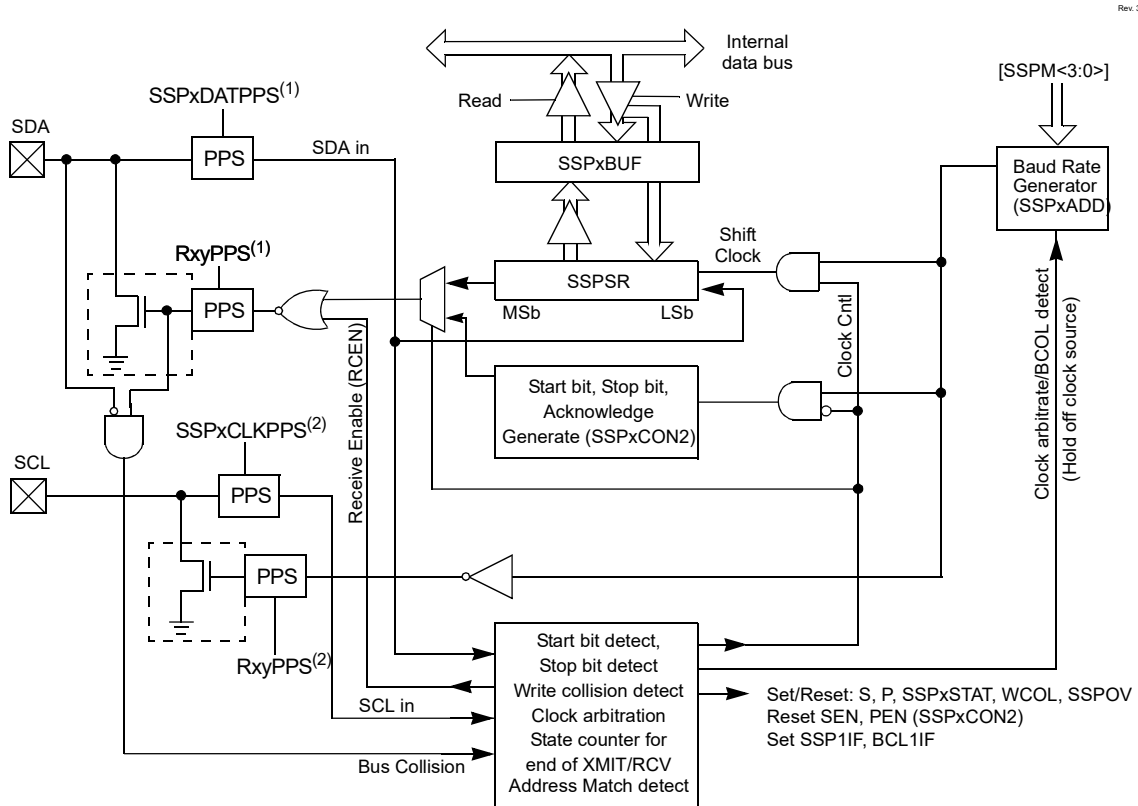 Rev. 3
Internal
data bus
[SSPM<3:0>]
Read
Write
SSPxDATPPS(1)
SDA
PPS
SDA in
SSPxBUF
Baud Rate
Generator
(SSPxADD)
RxyPPS(1)
Shift
Clock
PPS
SSPSR
MSb
LSb
Clock Cntl
Clock arbitrate/BCOL detect
(Hold off clock source)
Receive Enable (RCEN)
Start bit, Stop bit,
Acknowledge
Generate (SSPxCON2)
SSPxCLKPPS(2)
SCL
PPS
PPS
RxyPPS(2)
SCL in
Bus Collision
Start bit detect,
Stop bit detect
Write collision detect
Clock arbitration
State counter for
end of XMIT/RCV
Address Match detect
Set/Reset: S, P, SSPxSTAT, WCOL, SSPOV
Reset SEN, PEN (SSPxCON2)
Set SSP1IF, BCL1IF